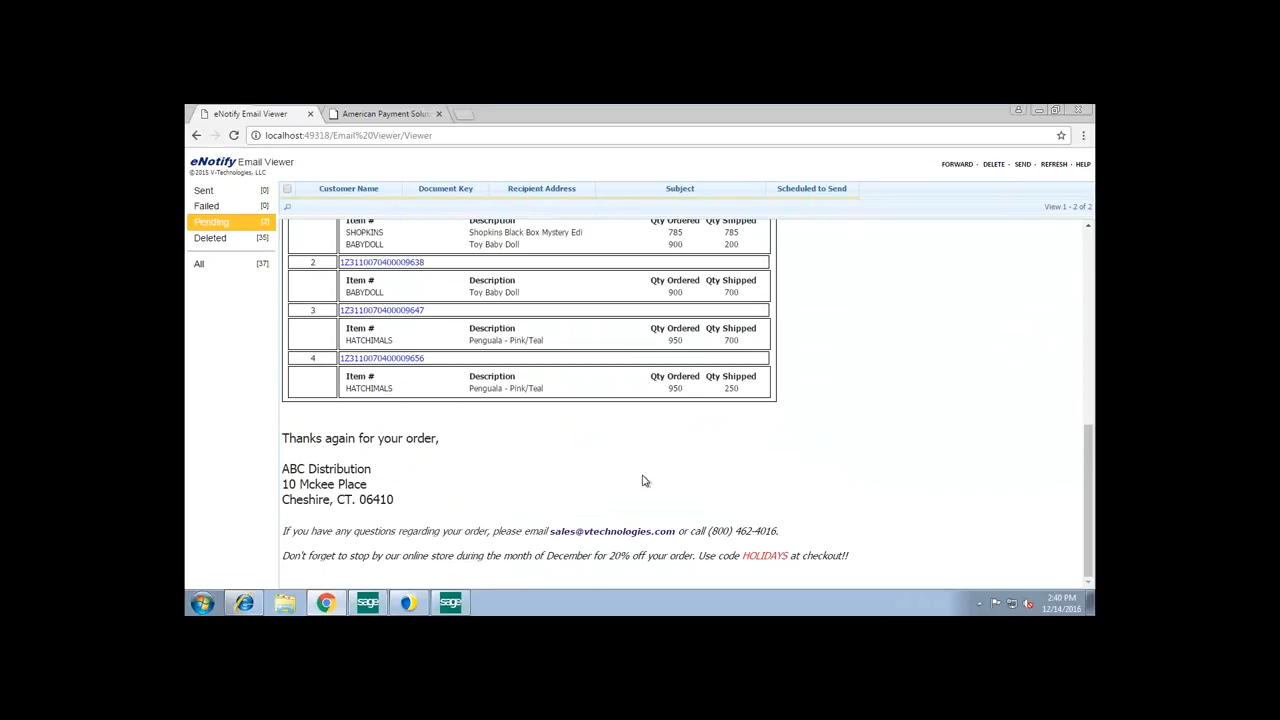 eNotify Email Viewer
American Payment Solut
localhost:49318/Email%20Viewer/Viewer
eNotify Email Viewer
©2015 V-Technologies, LLC
FORWARD · DELETE · SEND · REFRESH · HELP
Sent [0]
Failed [0]
Pending [2]
Deleted [35]
All [37]
Customer Name Document Key Recipient Address Subject Scheduled to Send
View 1 - 2 of 2
Item # Description Qty Ordered Qty Shipped
SHOPKINS Shopkins Black Box Mystery Edi 785 785
BABYDOLL Toy Baby Doll 900 200
2 1Z3110070400009638
Item # Description Qty Ordered Qty Shipped
BABYDOLL Toy Baby Doll 900 700
3 1Z3110070400009647
Item # Description Qty Ordered Qty Shipped
HATCHIMALS Penguala - Pink/Teal 950 700
4 1Z3110070400009656
Item # Description Qty Ordered Qty Shipped
HATCHIMALS Penguala - Pink/Teal 950 250
Thanks again for your order,
ABC Distribution
10 Mckee Place
Cheshire, CT. 06410
If you have any questions regarding your order, please email sales@vtechnologies.com or call (800) 462-4016.
Don't forget to stop by our online store during the month of December for 20% off your order. Use code HOLIDAYS at checkout!!
sage
sage
2:40 PM
12/14/2016